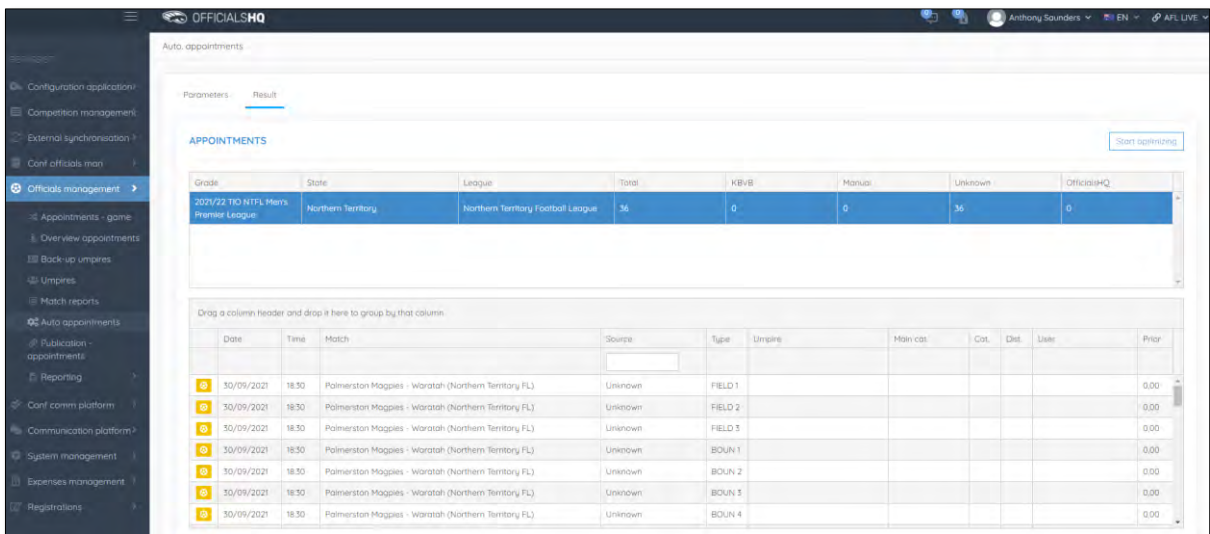 OFFICIALSHQ
Anthony Saunders
EN
AFL LIVE
Auto. appointments
Configuration application
Competition management
External synchronisation
Conf officials man
Officials management
Appointments - game
Overview appointments
Back-up umpires
Umpires
Match reports
Auto appointments
Publication -
appointments
Reporting
Conf comm platform
Communication platform
System management
Expenses management
Registrations
Parameters
Result
APPOINTMENTS
Start optimizing
Grade State League Total KBVB Manual Unknown OfficialsHQ
2021/22 TIO NTFL Men's
Premier League
Northern Territory Northern Territory Football League 36 0 0 36 0
Drag a column header and drop it here to group by that column
Date Time Match Source Type Umpire Main cat. Cat. Dist. User Prior
30/09/2021 18:30 Palmerston Magpies - Waratah (Northern Territory FL) Unknown FIELD 1 0,00
30/09/2021 18:30 Palmerston Magpies - Waratah (Northern Territory FL) Unknown FIELD 2 0,00
30/09/2021 18:30 Palmerston Magpies - Waratah (Northern Territory FL) Unknown FIELD 3 0,00
30/09/2021 18:30 Palmerston Magpies - Waratah (Northern Territory FL) Unknown BOUN 1 0,00
30/09/2021 18:30 Palmerston Magpies - Waratah (Northern Territory FL) Unknown BOUN 2 0,00
30/09/2021 18:30 Palmerston Magpies - Waratah (Northern Territory FL) Unknown BOUN 3 0,00
30/09/2021 18:30 Palmerston Magpies - Waratah (Northern Territory FL) Unknown BOUN 4 0,00